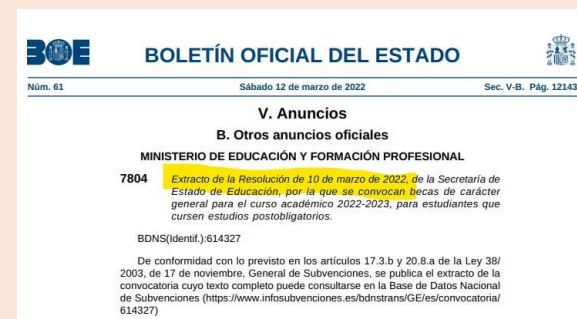 BOE
BOLETÍN OFICIAL DEL ESTADO
Núm. 61 Sábado 12 de marzo de 2022 Sec. V-B. Pág. 12143
V. Anuncios
B. Otros anuncios oficiales
MINISTERIO DE EDUCACIÓN Y FORMACIÓN PROFESIONAL
7804 Extracto de la Resolución de 10 de marzo de 2022, de la Secretaría de
Estado de Educación, por la que se convocan becas de carácter
general para el curso académico 2022-2023, para estudiantes que
cursen estudios postobligatorios.
BDNS(Identif.):614327
De conformidad con lo previsto en los artículos 17.3.b y 20.8.a de la Ley 38/
2003, de 17 de noviembre, General de Subvenciones, se publica el extracto de la
convocatoria cuyo texto completo puede consultarse en la Base de Datos Nacional
de Subvenciones (https://www.infosubvenciones.es/bdnstrans/GE/es/convocatoria/
614327)